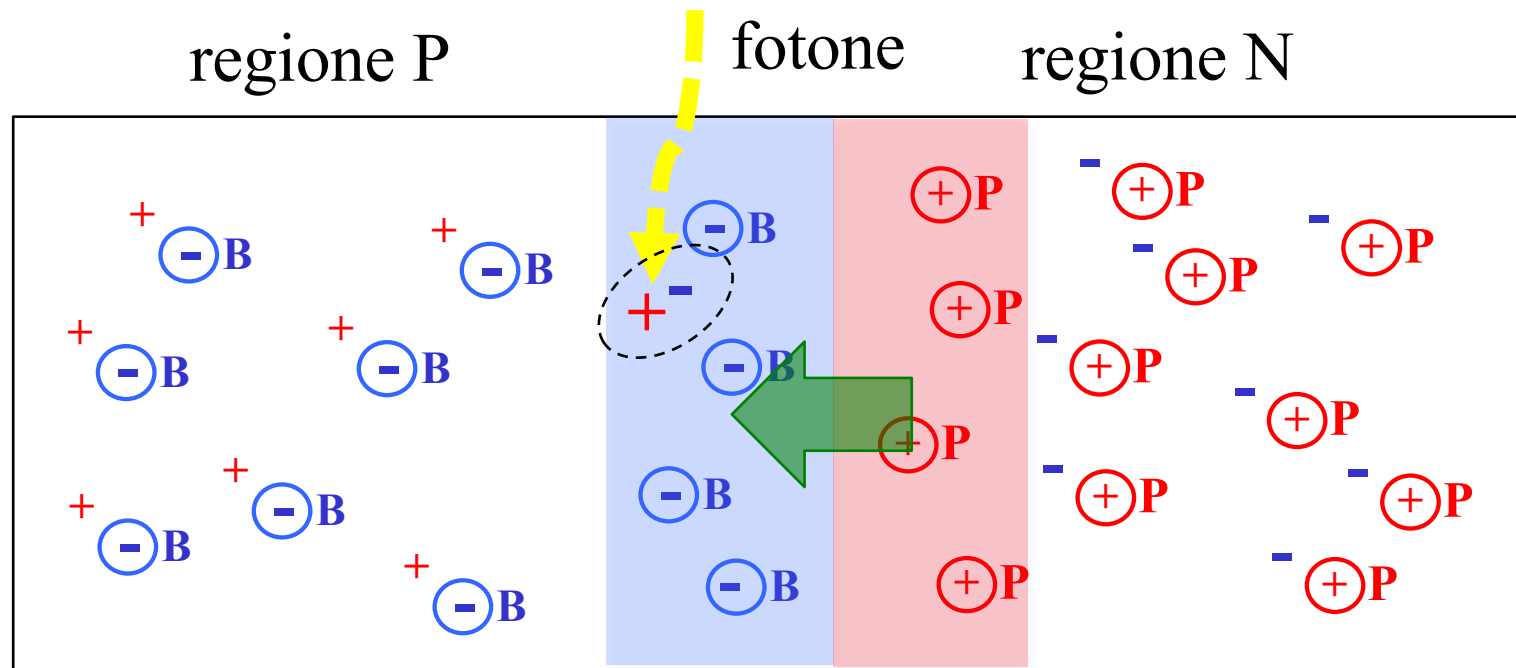 regione P
fotone
regione N
+ - B
+ - B
+ - B
+ - B
+ - B
+ - B
+ - B
- B
+ -
- B
- B
- B
+ P
+ P
+ P
+ P
- + P
- + P
- + P
- + P
- + P
- + P
- + P
- + P